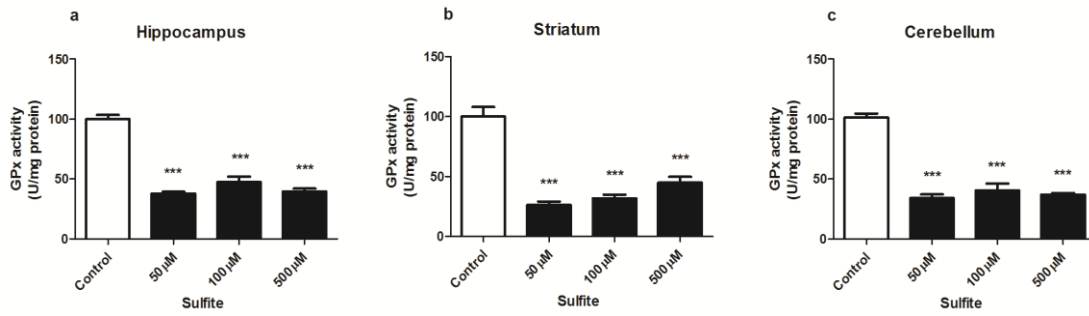 a
Hippocampus
GPx activity
(U/mg protein)
150
100
50
0
***
***
***
Control
50 µM
100 µM
500 µM
Sulfite
b
Striatum
GPx activity
(U/mg protein)
150
100
50
0
***
***
***
Control
50 µM
100 µM
500 µM
Sulfite
c
Cerebellum
GPx activity
(U/mg protein)
150
100
50
0
***
***
***
Control
50 µM
100 µM
500 µM
Sulfite